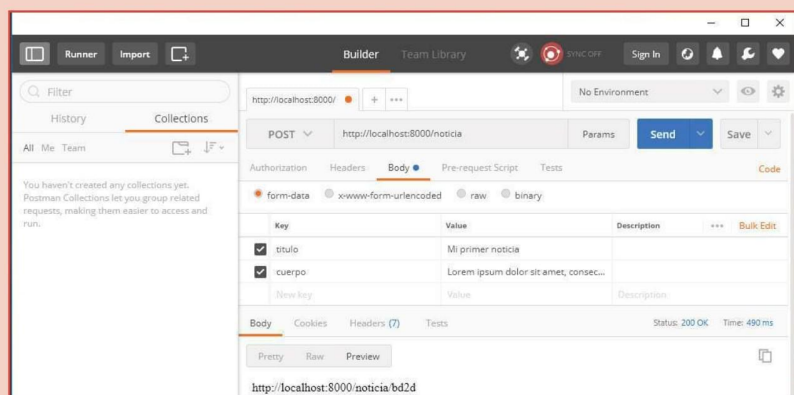 Runner Import Builder Team Library SYNC OFF Sign In
Filter
History Collections
All Me Team
You haven't created any collections yet.
Postman Collections let you group related
requests, making them easier to access and
run.
http://localhost:8000/ + ••• No Environment
POST http://localhost:8000/noticia Params Send Save
Authorization Headers Body Pre-request Script Tests Code
form-data x-www-form-urlencoded raw binary
Key Value Description ••• Bulk Edit
titulo Mi primer noticia
cuerpo Lorem ipsum dolor sit amet, consec...
New key Value Description
Body Cookies Headers (7) Tests Status: 200 OK Time: 490 ms
Pretty Raw Preview
http://localhost:8000/noticia/bd2d